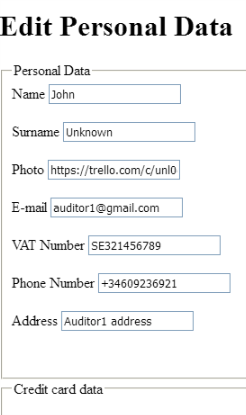 Edit Personal Data
Personal Data
Name John
Surname Unknown
Photo https://trello.com/c/unl0
E-mail auditor1@gmail.com
VAT Number SE321456789
Phone Number +34609236921
Address Auditor1 address
Credit card data